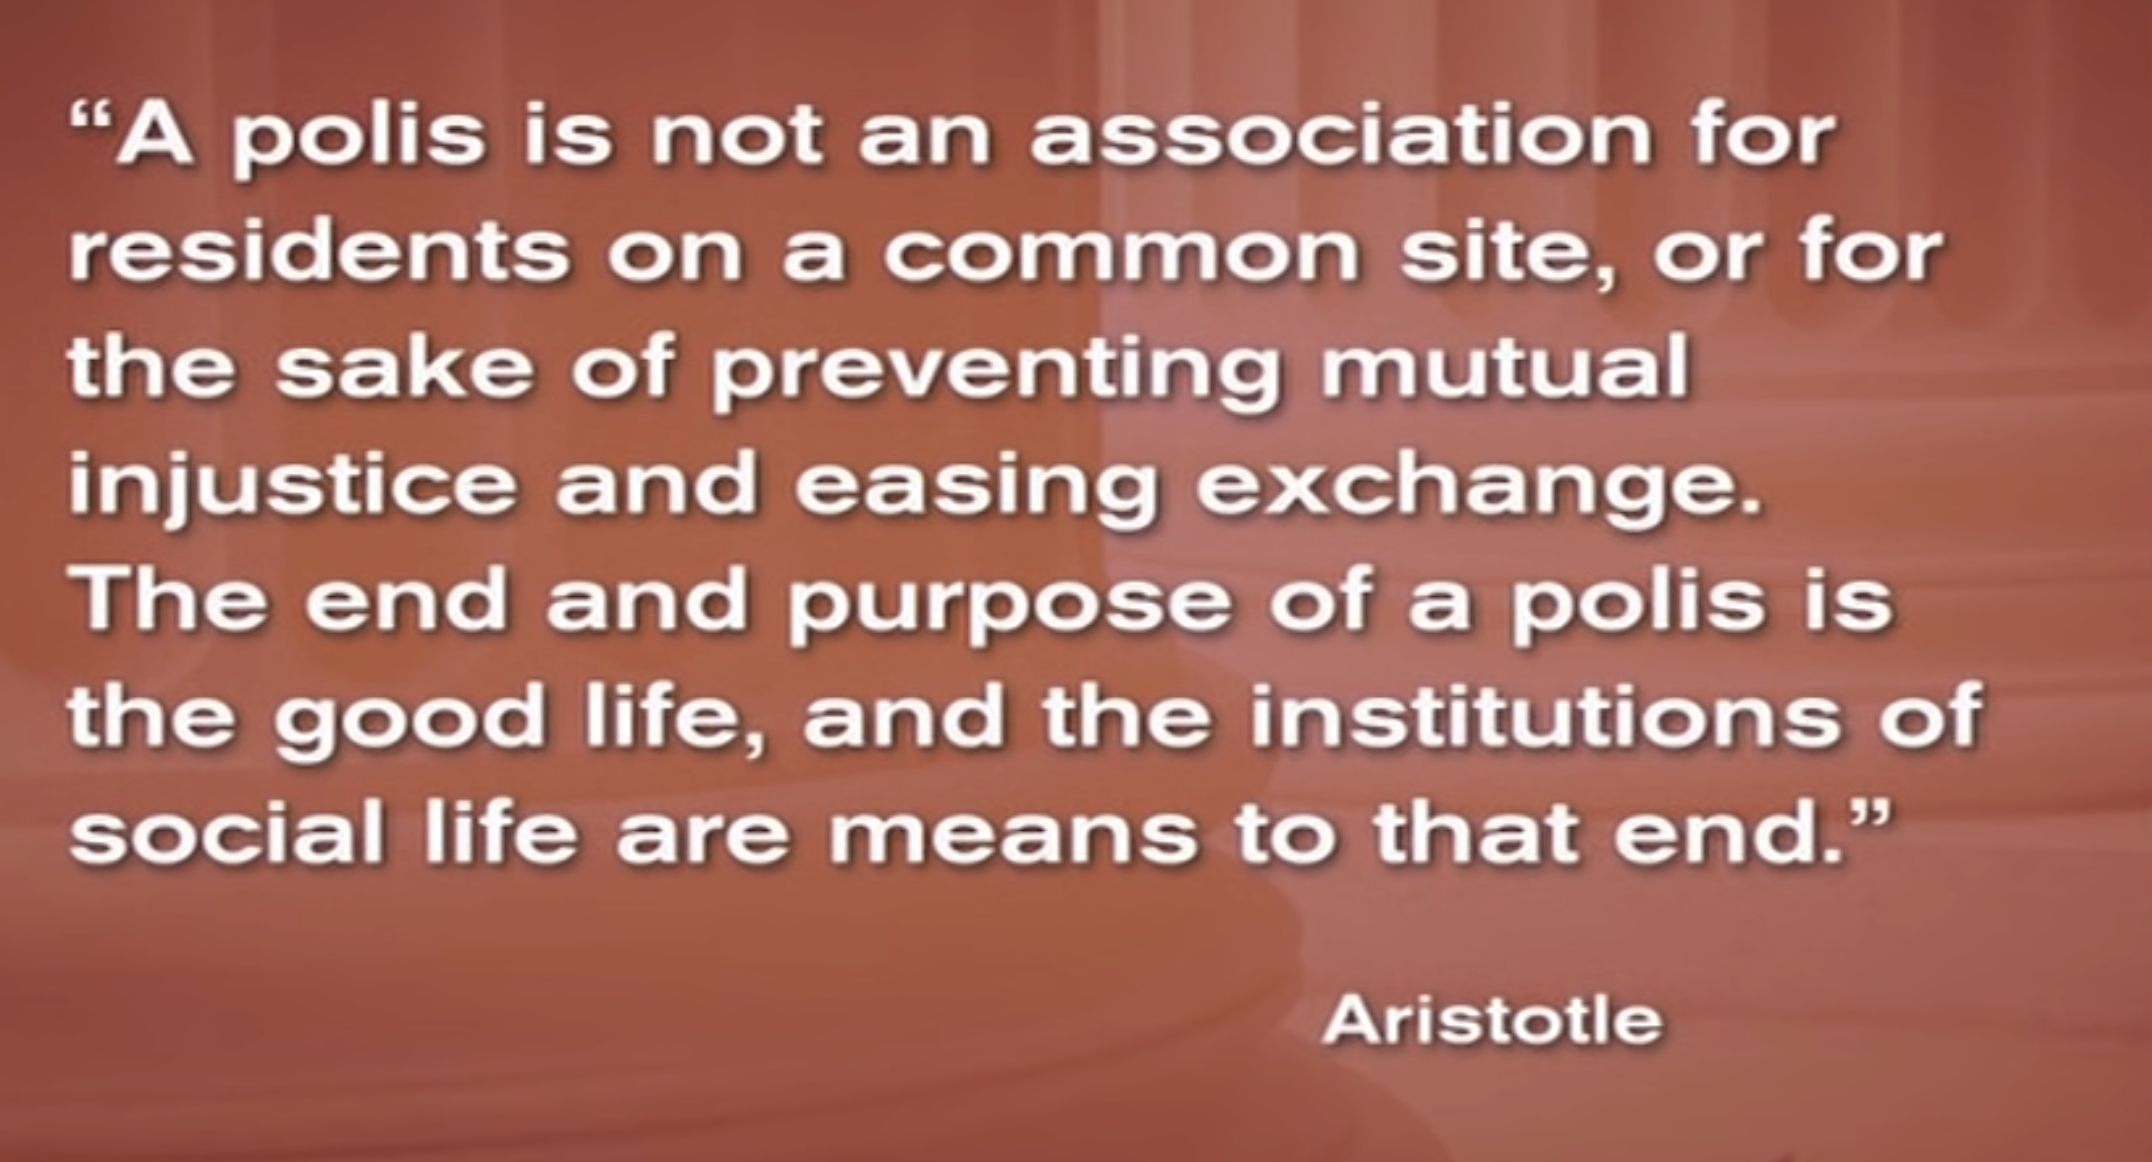 “A polis is not an association for
residents on a common site, or for
the sake of preventing mutual
injustice and easing exchange.
The end and purpose of a polis is
the good life, and the institutions of
social life are means to that end.”
Aristotle